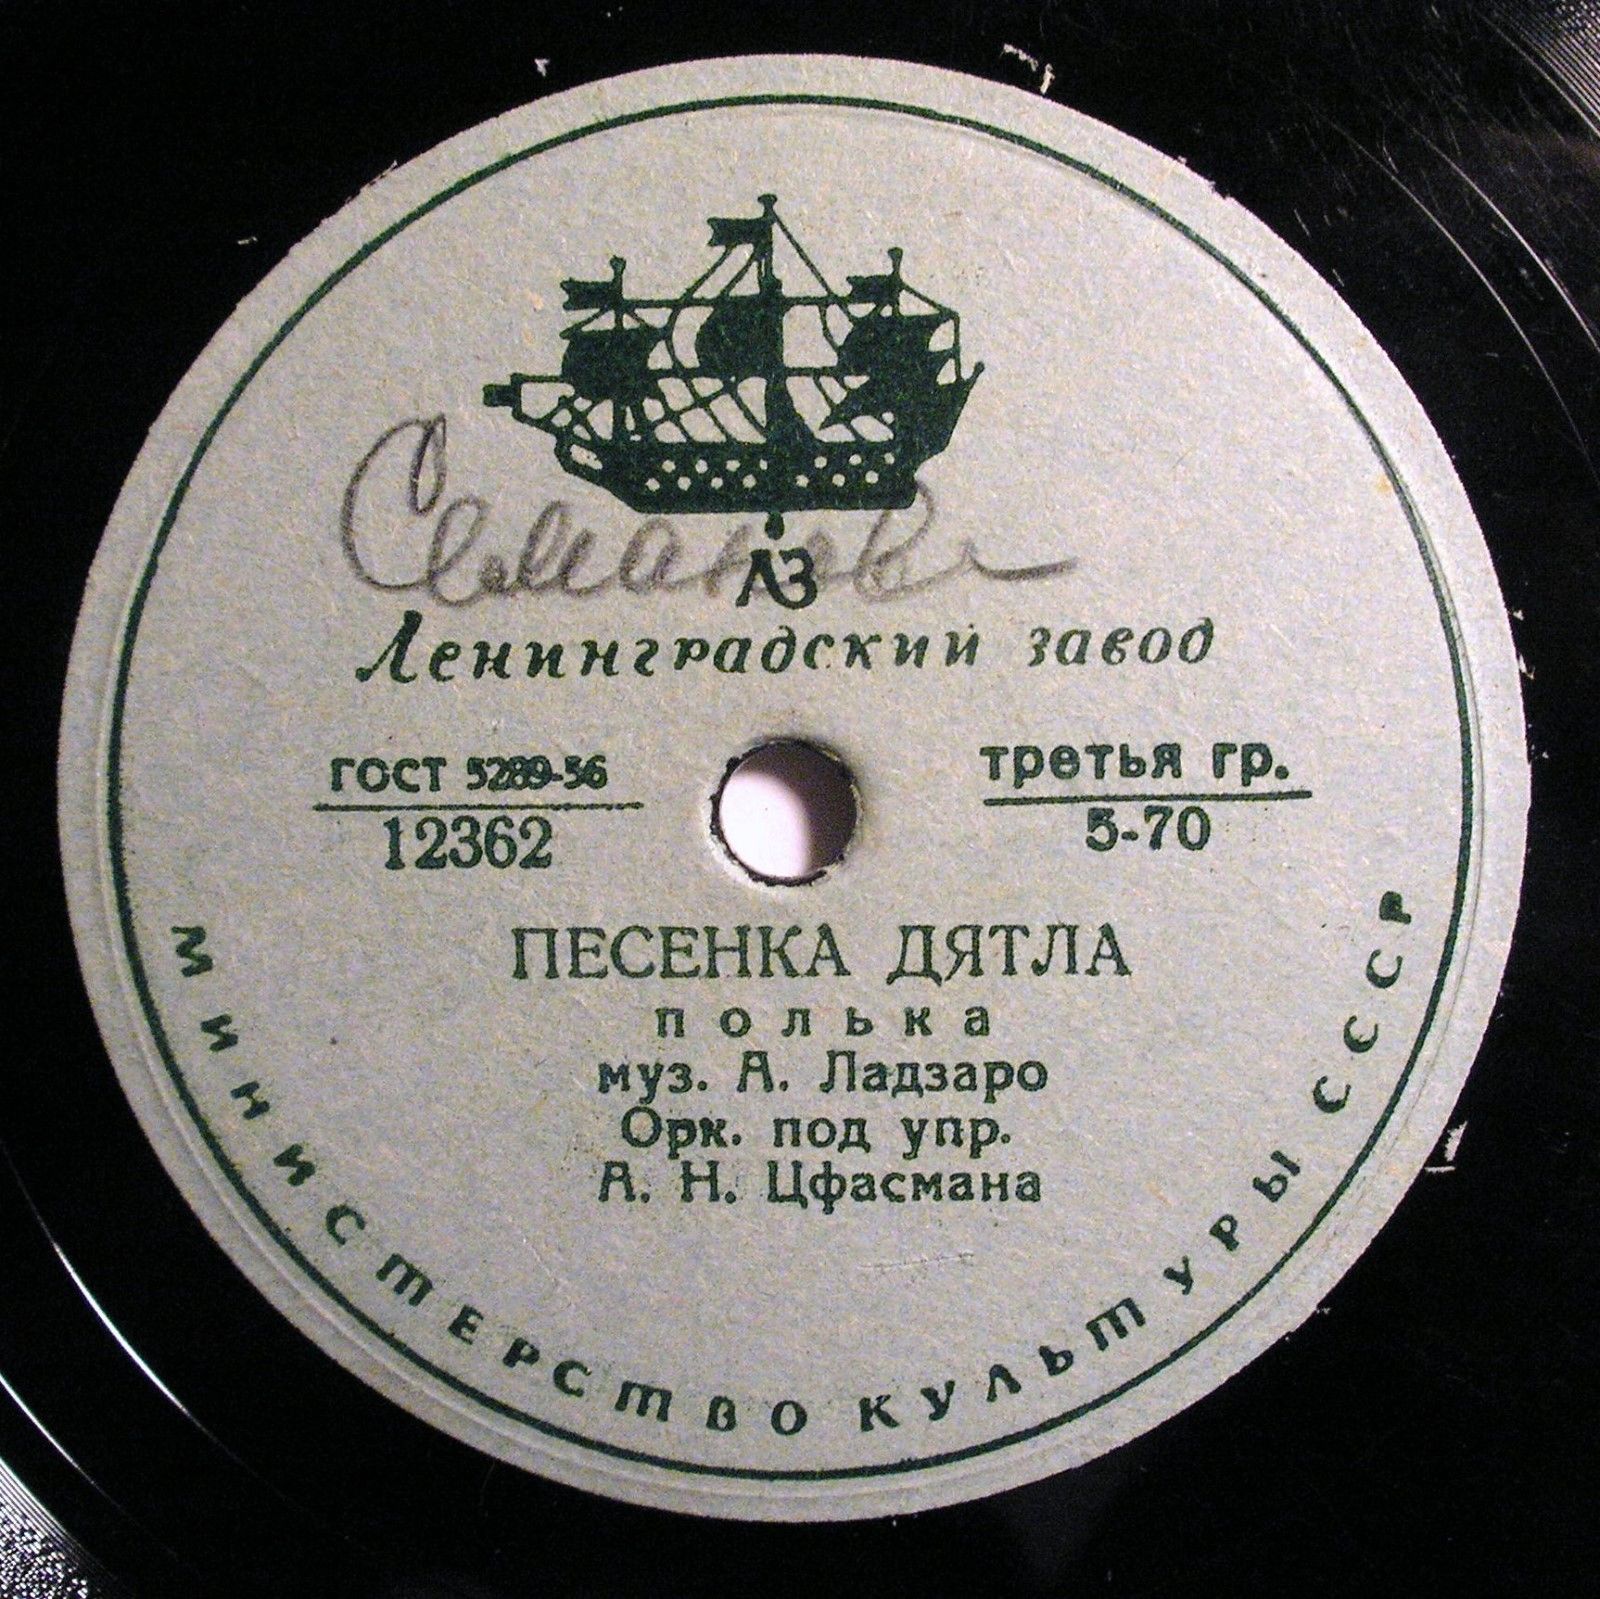 ЛЗ
Ленинградский завод
ГОСТ 5289-56
12362
третья гр.
5-70
ПЕСЕНКА ДЯТЛА
полька
муз. А. Ладзаро
Орк. под упр.
А. Н. Цфасмана
МИНИСТЕРСТВО КУЛЬТУРЫ СССР